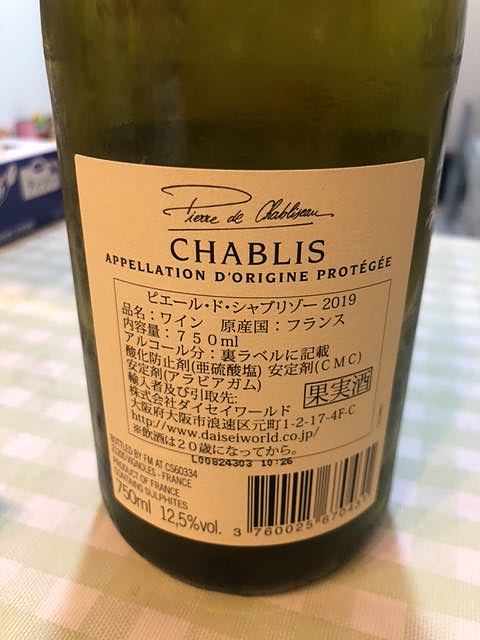 Pierre de Chabliseau
CHABLIS
APPELLATION D'ORIGINE PROTÉGÉE
ピエール・ド・シャブリゾー 2019
品名：ワイン 原産国：フランス
内容量：750ml
アルコール分：裏ラベルに記載
酸化防止剤(亜硫酸塩) 安定剤(CMC)
安定剤(アラビアガム)
輸入者及び引取先:
株式会社ダイセイワールド
大阪府大阪市浪速区元町1-2-17-4F-C
http://www.daiseiworld.co.jp/
※飲酒は20歳になってから。
果実酒
L00824303 10:26
BOTTLED BY FM AT CS60334
VIGNOLES - FRANCE
PRODUCT OF FRANCE
CONTAINS SULPHITES
750ml 12,5%vol.
3 760025